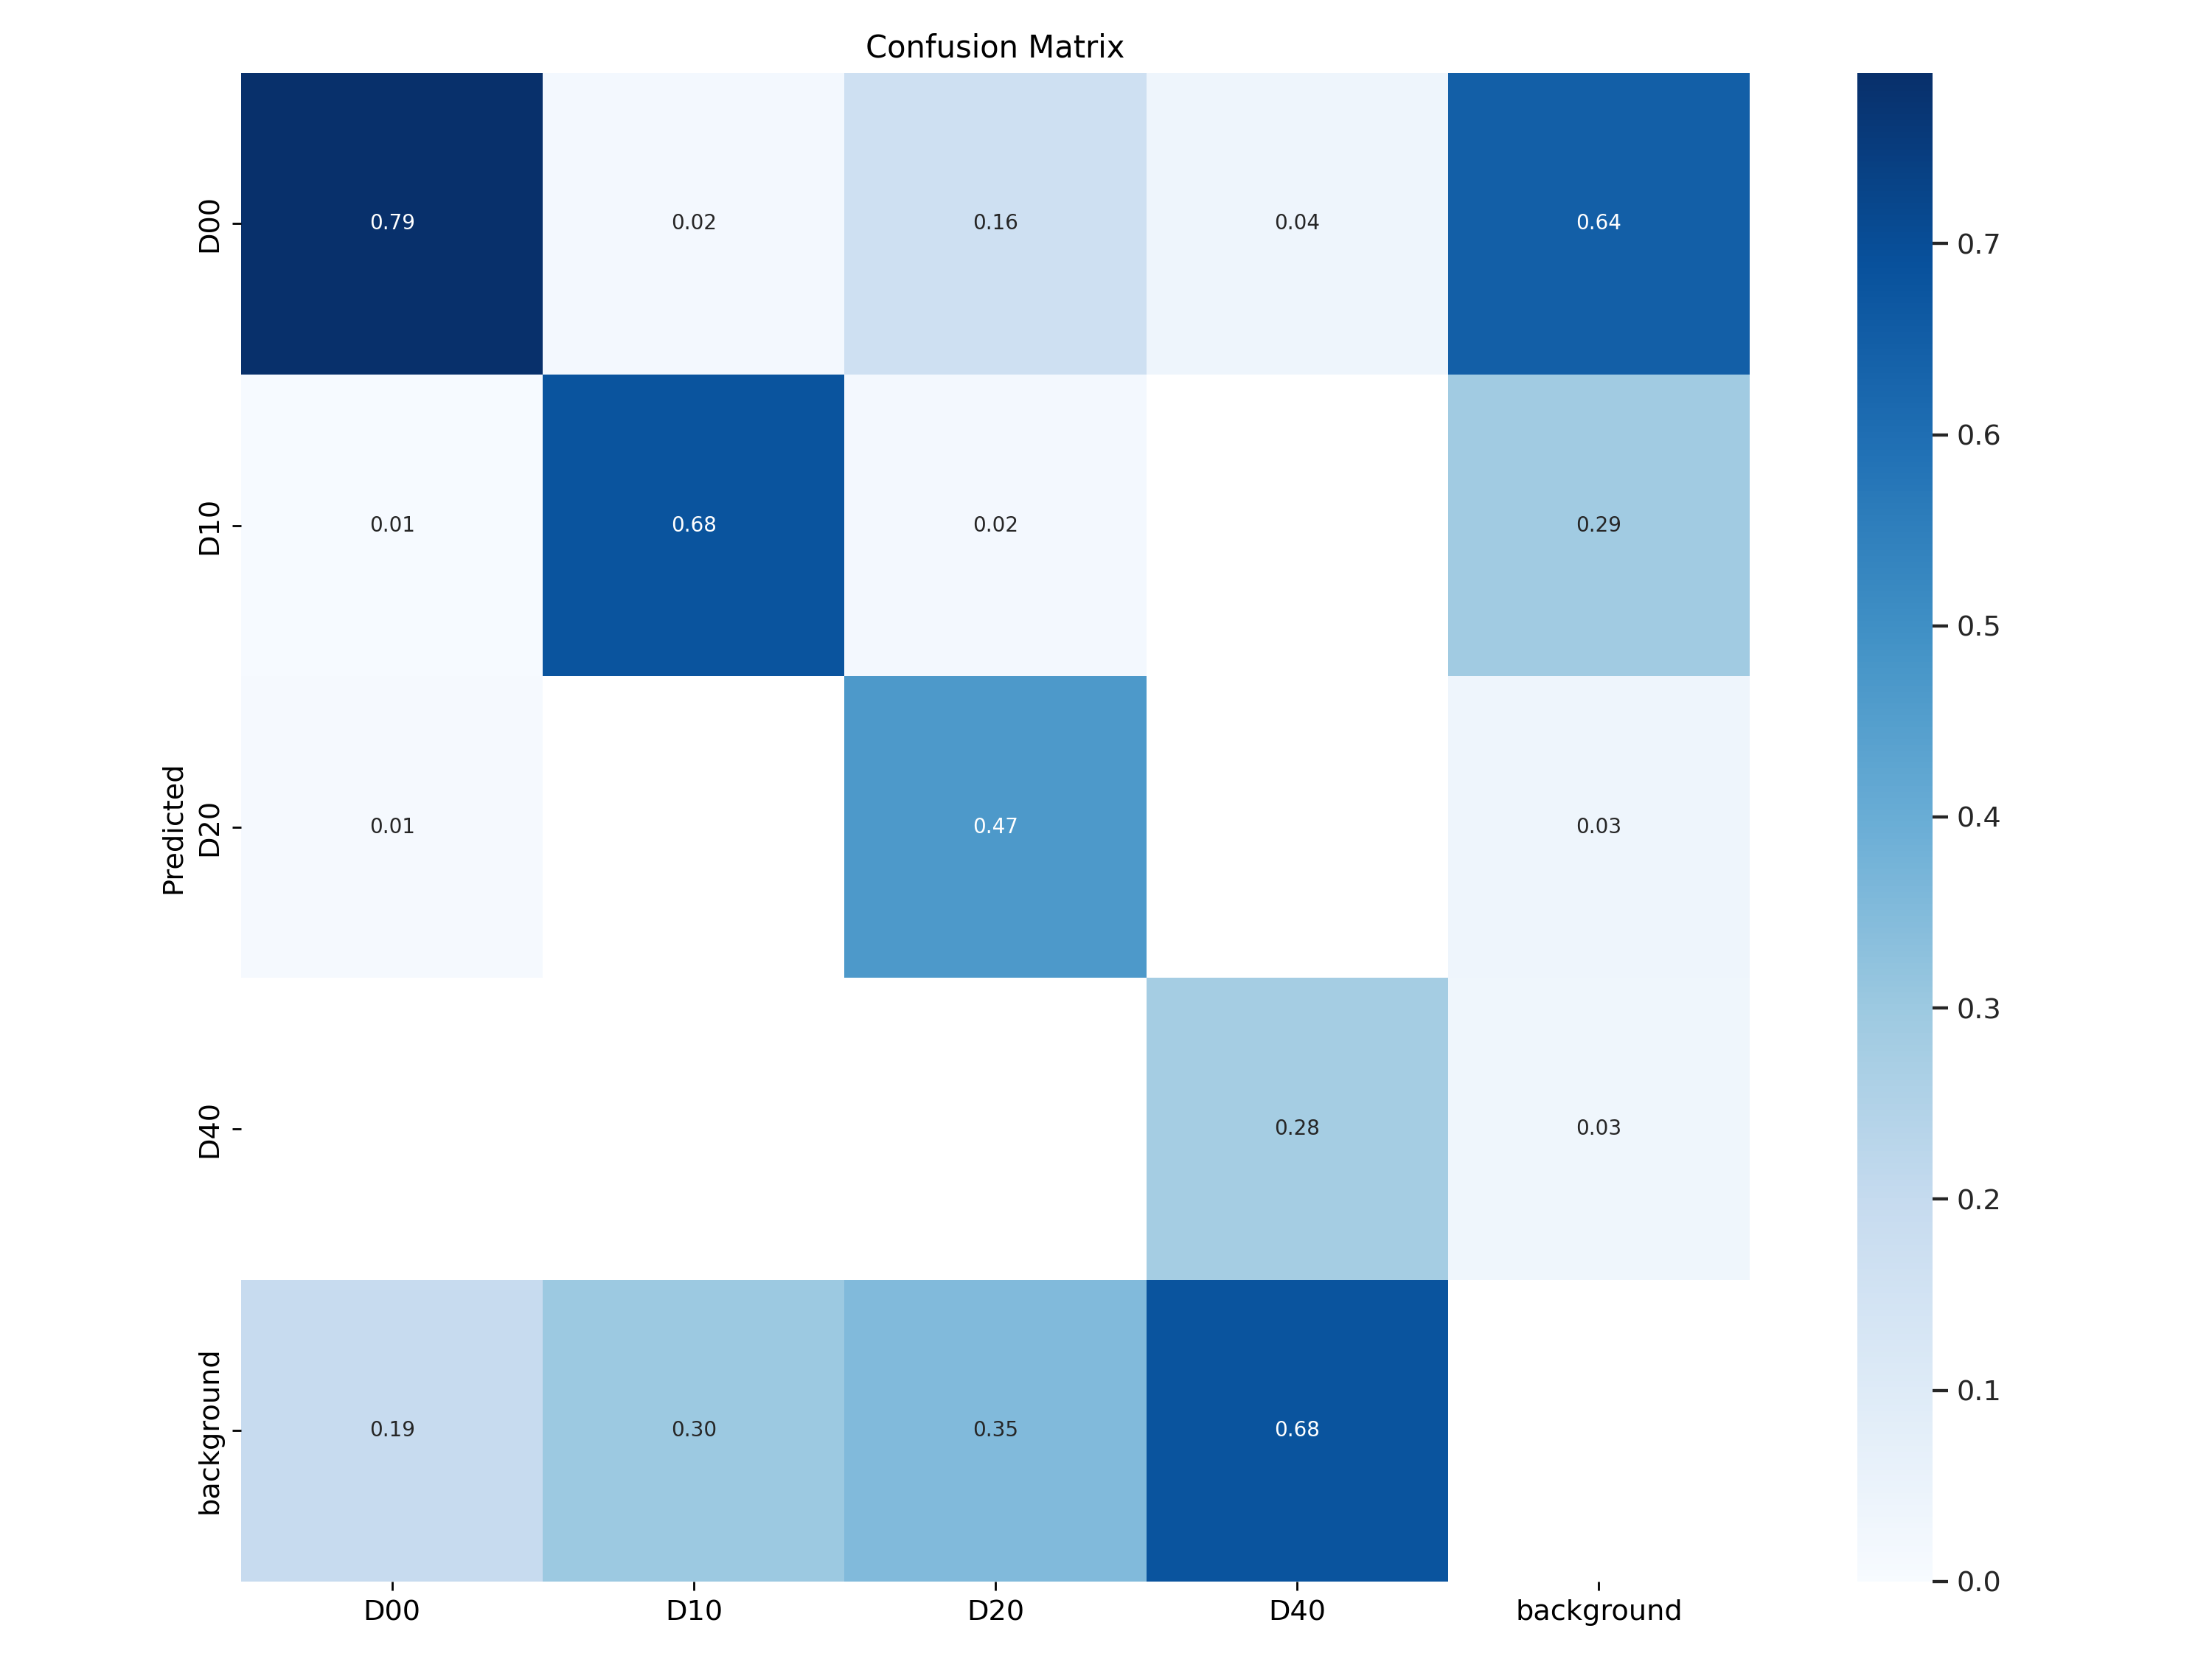 Confusion Matrix
D00 0.79 0.02 0.16 0.04 0.64
D10 0.01 0.68 0.02 0.29
D20 0.01 0.47 0.03
D40 0.28 0.03
background 0.19 0.30 0.35 0.68
Predicted
D00 D10 D20 D40 background
0.7
0.6
0.5
0.4
0.3
0.2
0.1
0.0